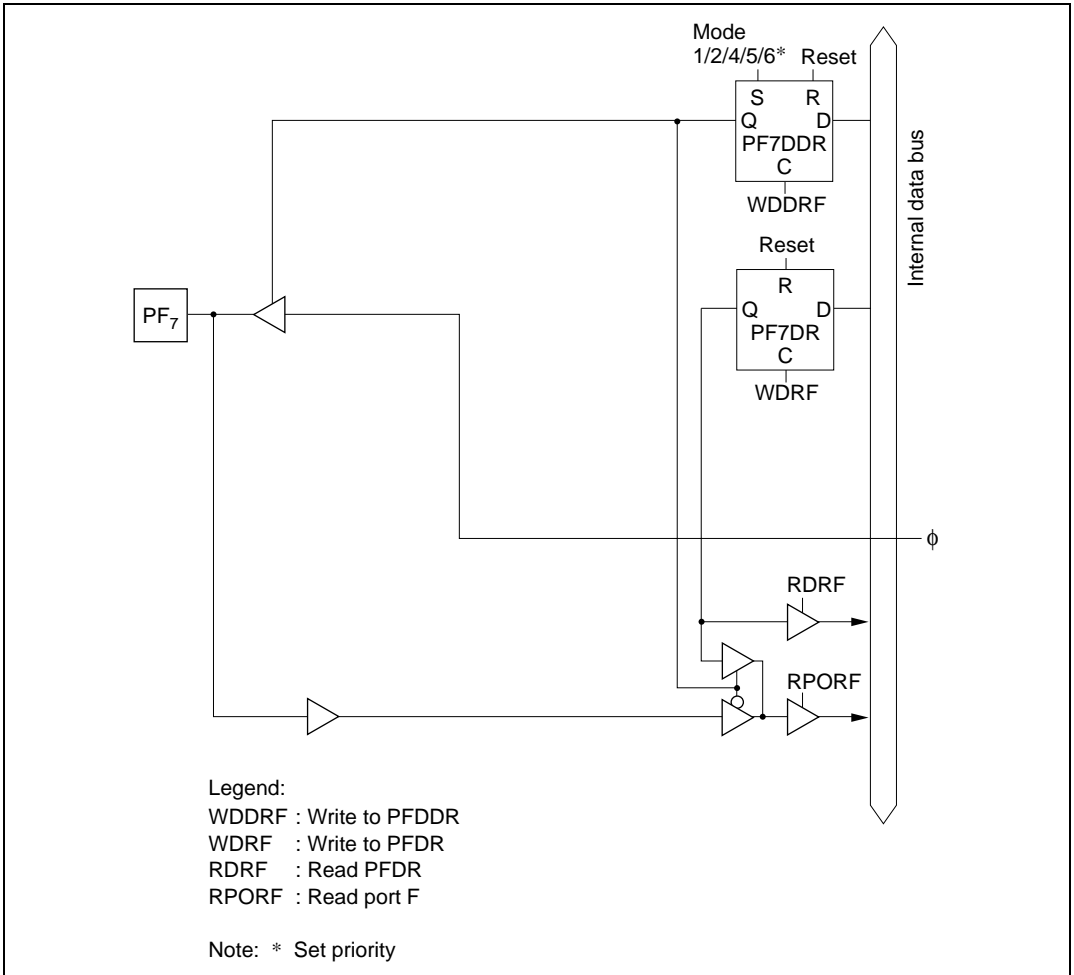 Mode
1/2/4/5/6* Reset
S R
Q D
PF7DDR
C
WDDRF
Internal data bus
Reset
R
Q D
PF7DR
C
WDRF
PF7
ϕ
RDRF
RPORF
Legend:
WDDRF : Write to PFDDR
WDRF : Write to PFDR
RDRF : Read PFDR
RPORF : Read port F
Note: * Set priority